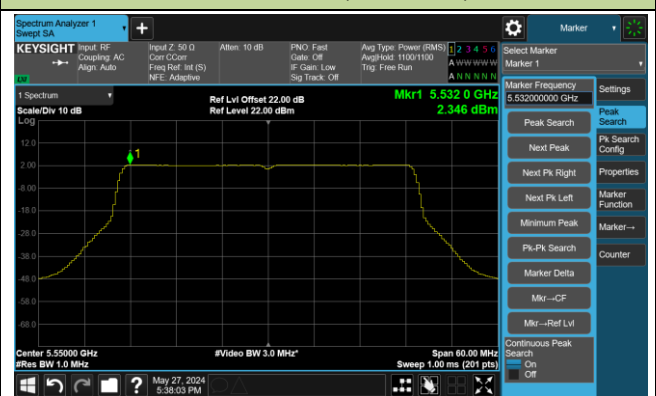 Spectrum Analyzer 1
Swept SA
+
Marker
KEYSIGHT
Input: RF
Coupling: AC
Align: Auto
Input Z: 50 Ω
Corr CCorr
Freq Ref: Int (S)
NFE: Adaptive
Atten: 10 dB
PNO: Fast
Gate: Off
IF Gain: Low
Sig Track: Off
Avg Type: Power (RMS)
Avg|Hold: 1100/1100
Trig: Free Run
1 2 3 4 5 6
A W W W W W
A N N N N N
Select Marker
Marker 1
LXI
1 Spectrum
Scale/Div 10 dB
Log
Ref Lvl Offset 22.00 dB
Ref Level 22.00 dBm
Mkr1 5.532 0 GHz
2.346 dBm
1
12.0
2.00
-8.00
-18.0
-28.0
-38.0
-48.0
-58.0
-68.0
Center 5.55000 GHz
#Res BW 1.0 MHz
#Video BW 3.0 MHz*
Span 60.00 MHz
Sweep 1.00 ms (201 pts)
Marker Frequency
5.532000000 GHz
Peak Search
Next Peak
Next Pk Right
Next Pk Left
Minimum Peak
Pk-Pk Search
Marker Delta
Mkr→CF
Mkr→Ref Lvl
Continuous Peak
Search
On
Off
Settings
Peak
Search
Pk Search
Config
Properties
Marker
Function
Marker→
Counter
?
May 27, 2024
5:38:03 PM